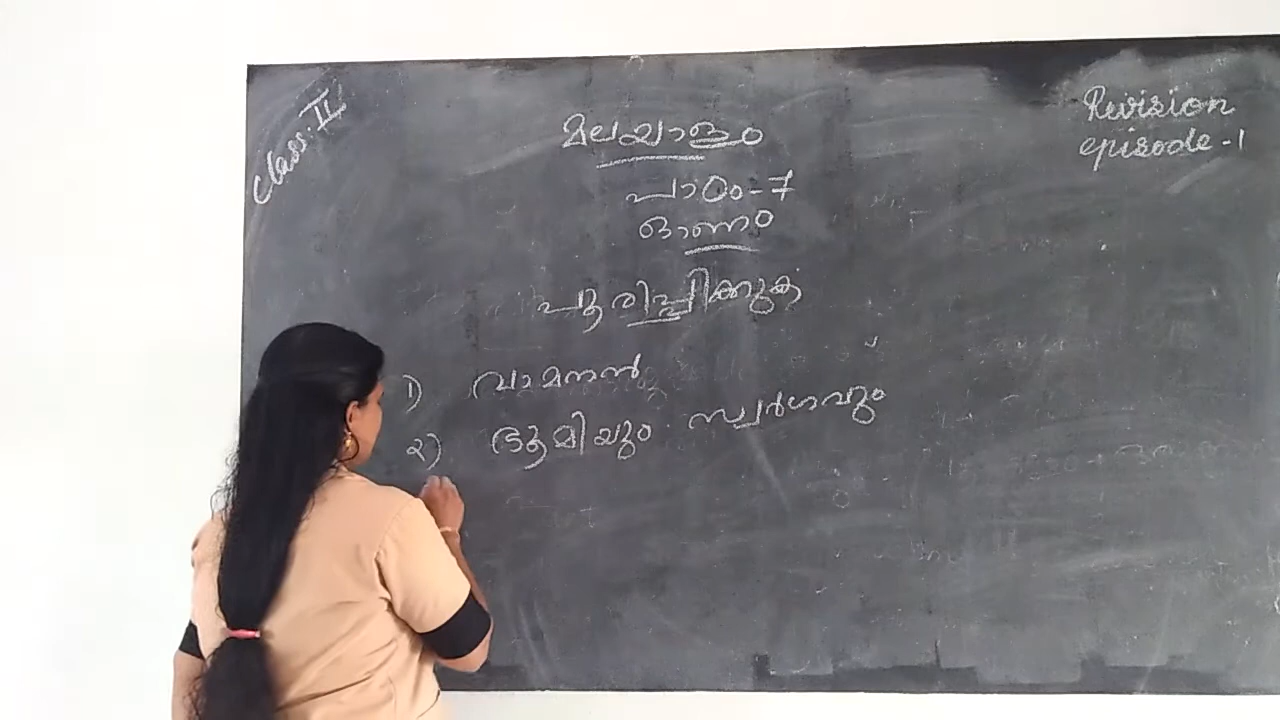 Class: II
Revision
episode - 1
മലയാളം
പാഠം - 7
ഓണം
പൂരിപ്പിക്കുക
1) വാമനൻ
2) ഭൂമിയും സ്വർഗവും